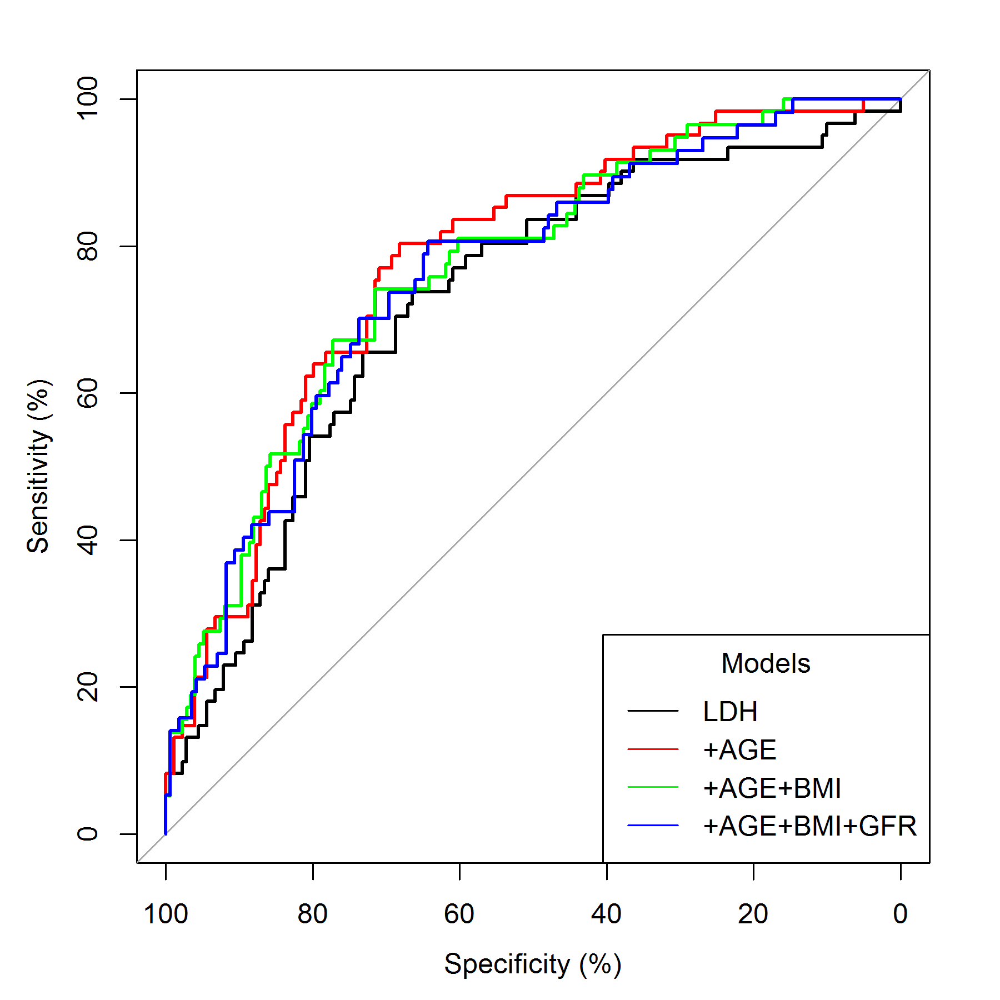 100
80
60
40
20
0
Sensitivity (%)
100 80 60 40 20 0
Specificity (%)
Models
LDH
+AGE
+AGE+BMI
+AGE+BMI+GFR